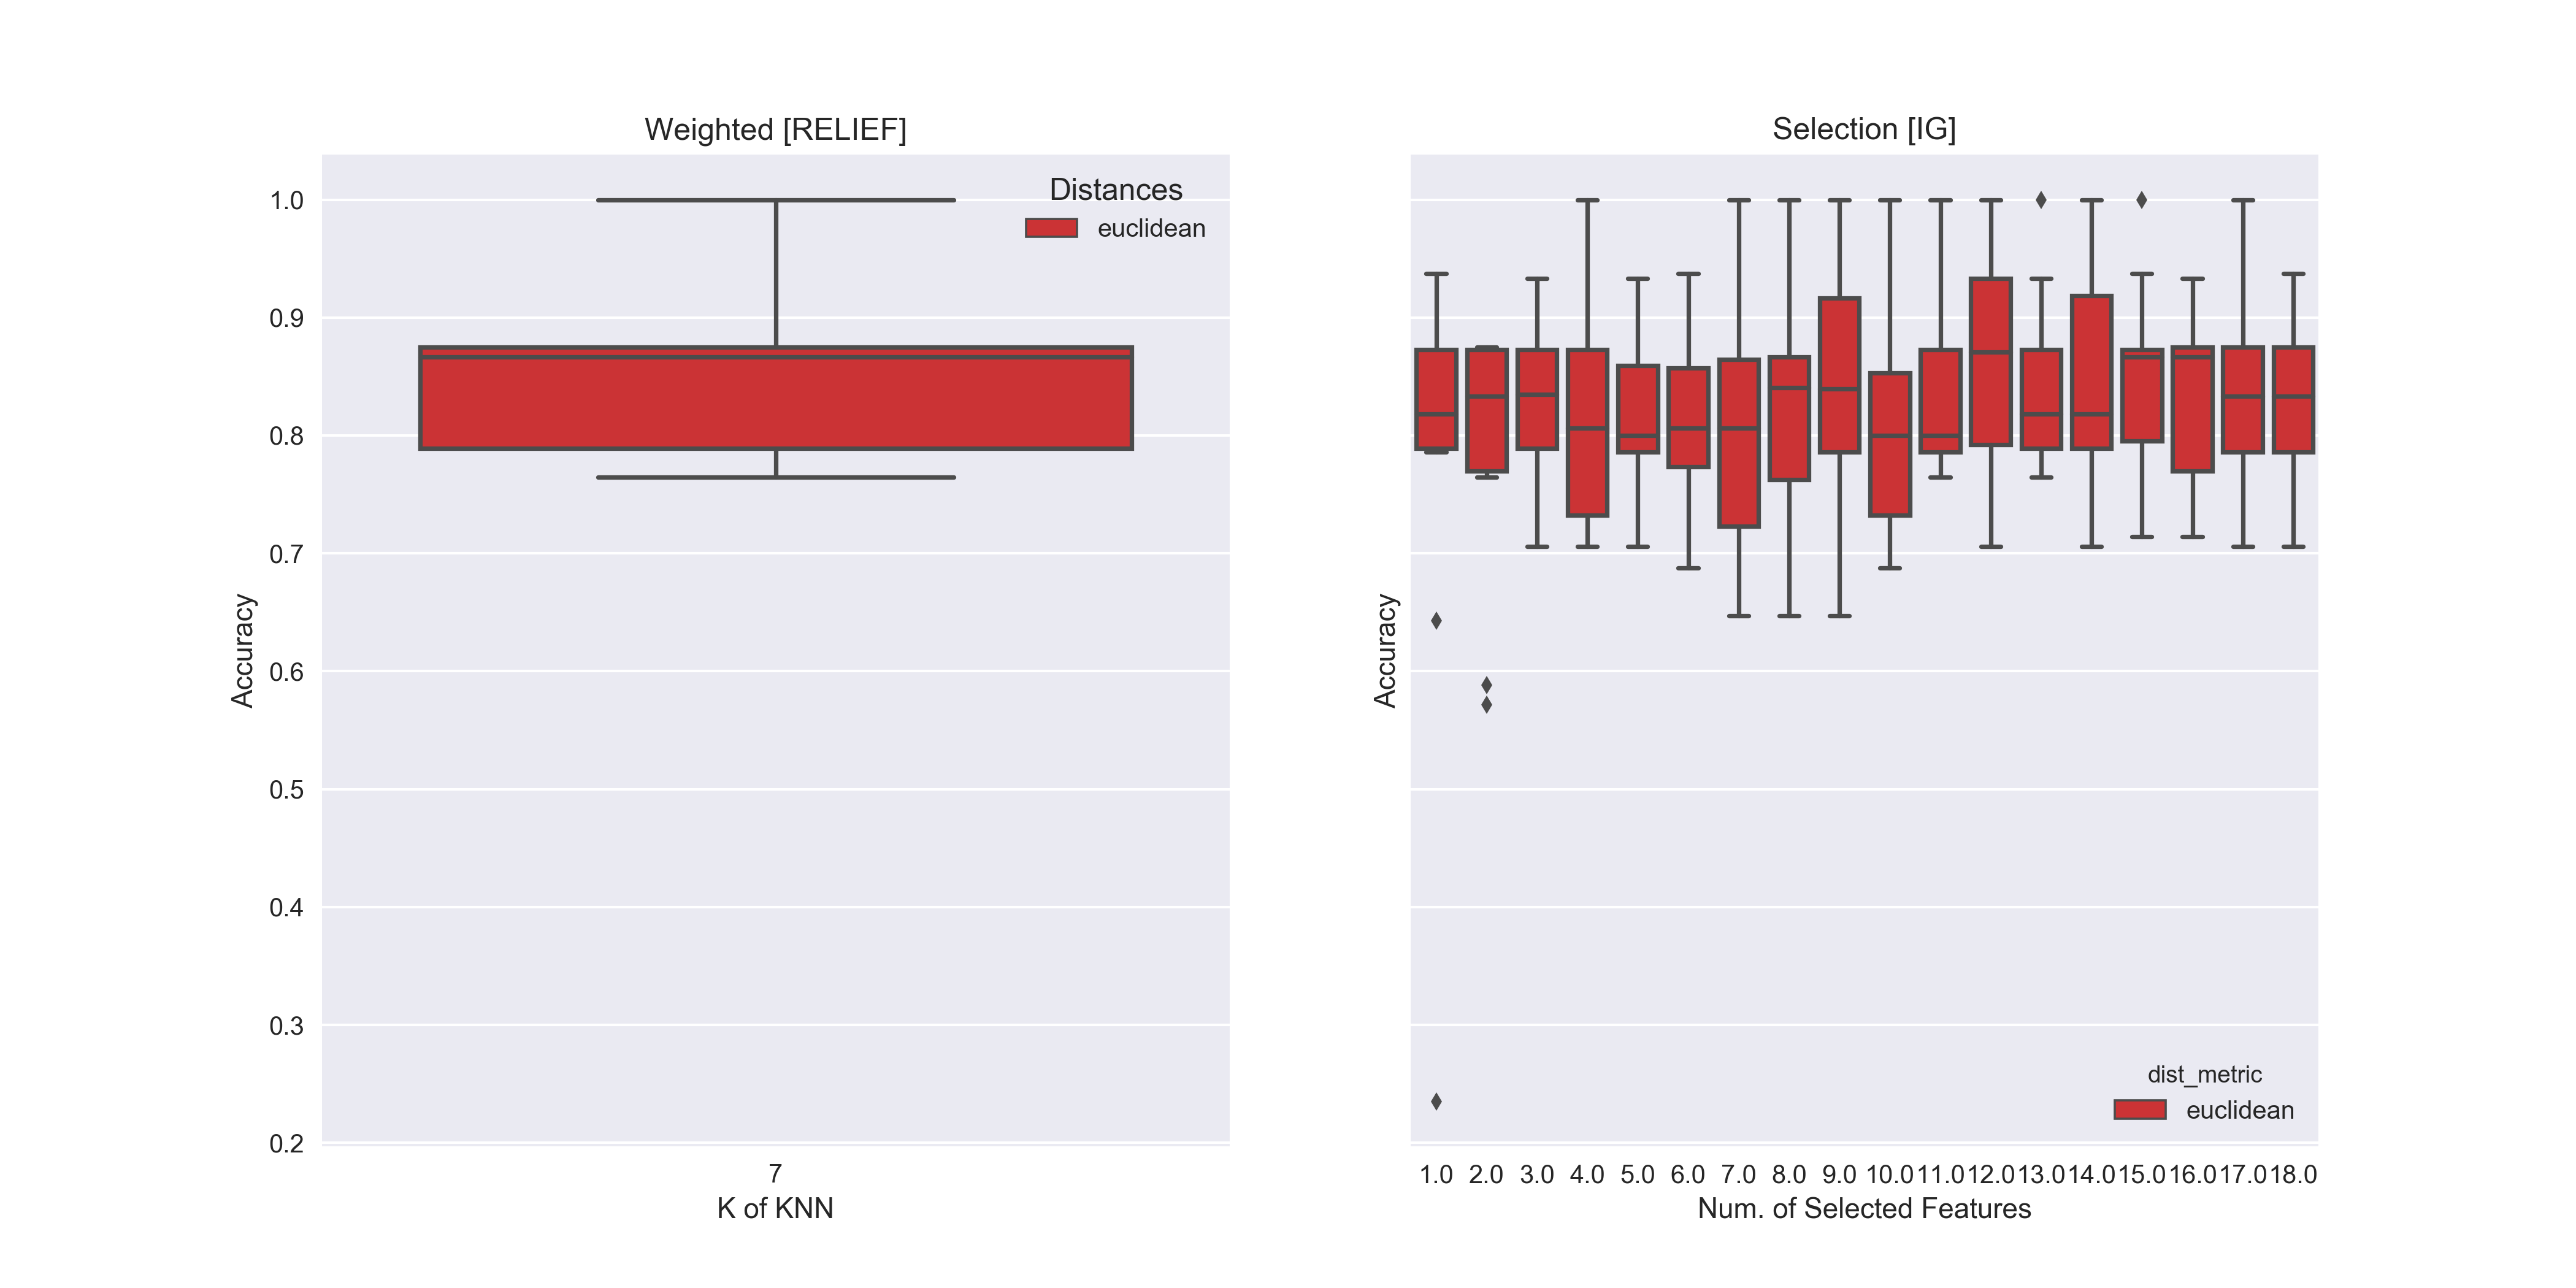 Weighted [RELIEF]
Distances
euclidean
1.0
0.9
0.8
0.7
0.6
0.5
0.4
0.3
0.2
Accuracy
7
K of KNN
Selection [IG]
Accuracy
dist_metric
euclidean
1.0 2.0 3.0 4.0 5.0 6.0 7.0 8.0 9.0 10.0 11.0 12.0 13.0 14.0 15.0 16.0 17.0 18.0
Num. of Selected Features